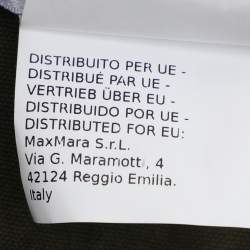 DISTRIBUITO PER UE -
DISTRIBUÉ PAR UE -
VERTRIEB ÜBER EU -
DISTRIBUIDO POR UE -
DISTRIBUTED FOR EU:
MaxMara S.r.L.
Via G. Maramotti, 4
42124 Reggio Emilia.
Italy